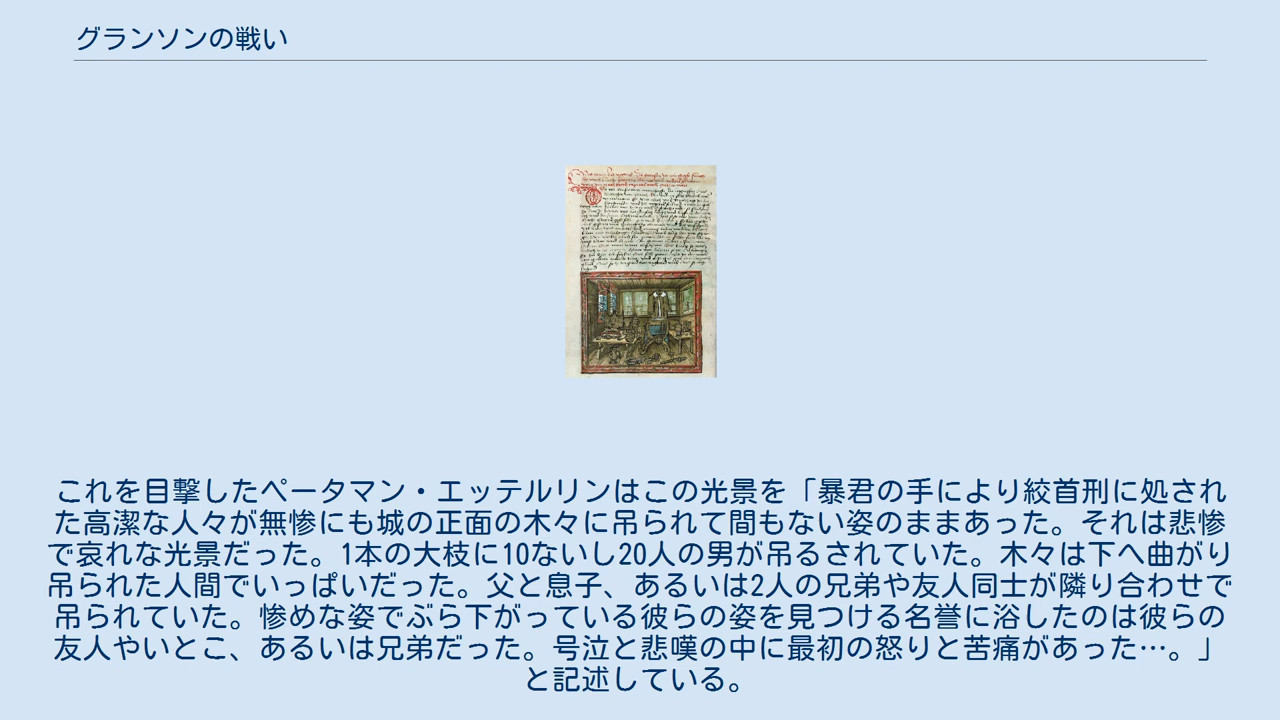 グランソンの戦い
これを目撃したペータマン・エッテルリンはこの光景を「暴君の手により絞首刑に処され
た高潔な人々が無惨にも城の正面の木々に吊られて間もない姿のままあった。それは悲惨
で哀れな光景だった。1本の大枝に10ないし20人の男が吊るされていた。木々は下へ曲がり
吊られた人間でいっぱいだった。父と息子、あるいは2人の兄弟や友人同士が隣り合わせで
吊られていた。惨めな姿でぶら下がっている彼らの姿を見つける名誉に浴したのは彼らの
友人やいとこ、あるいは兄弟だった。号泣と悲嘆の中に最初の怒りと苦痛があった…。」
と記述している。